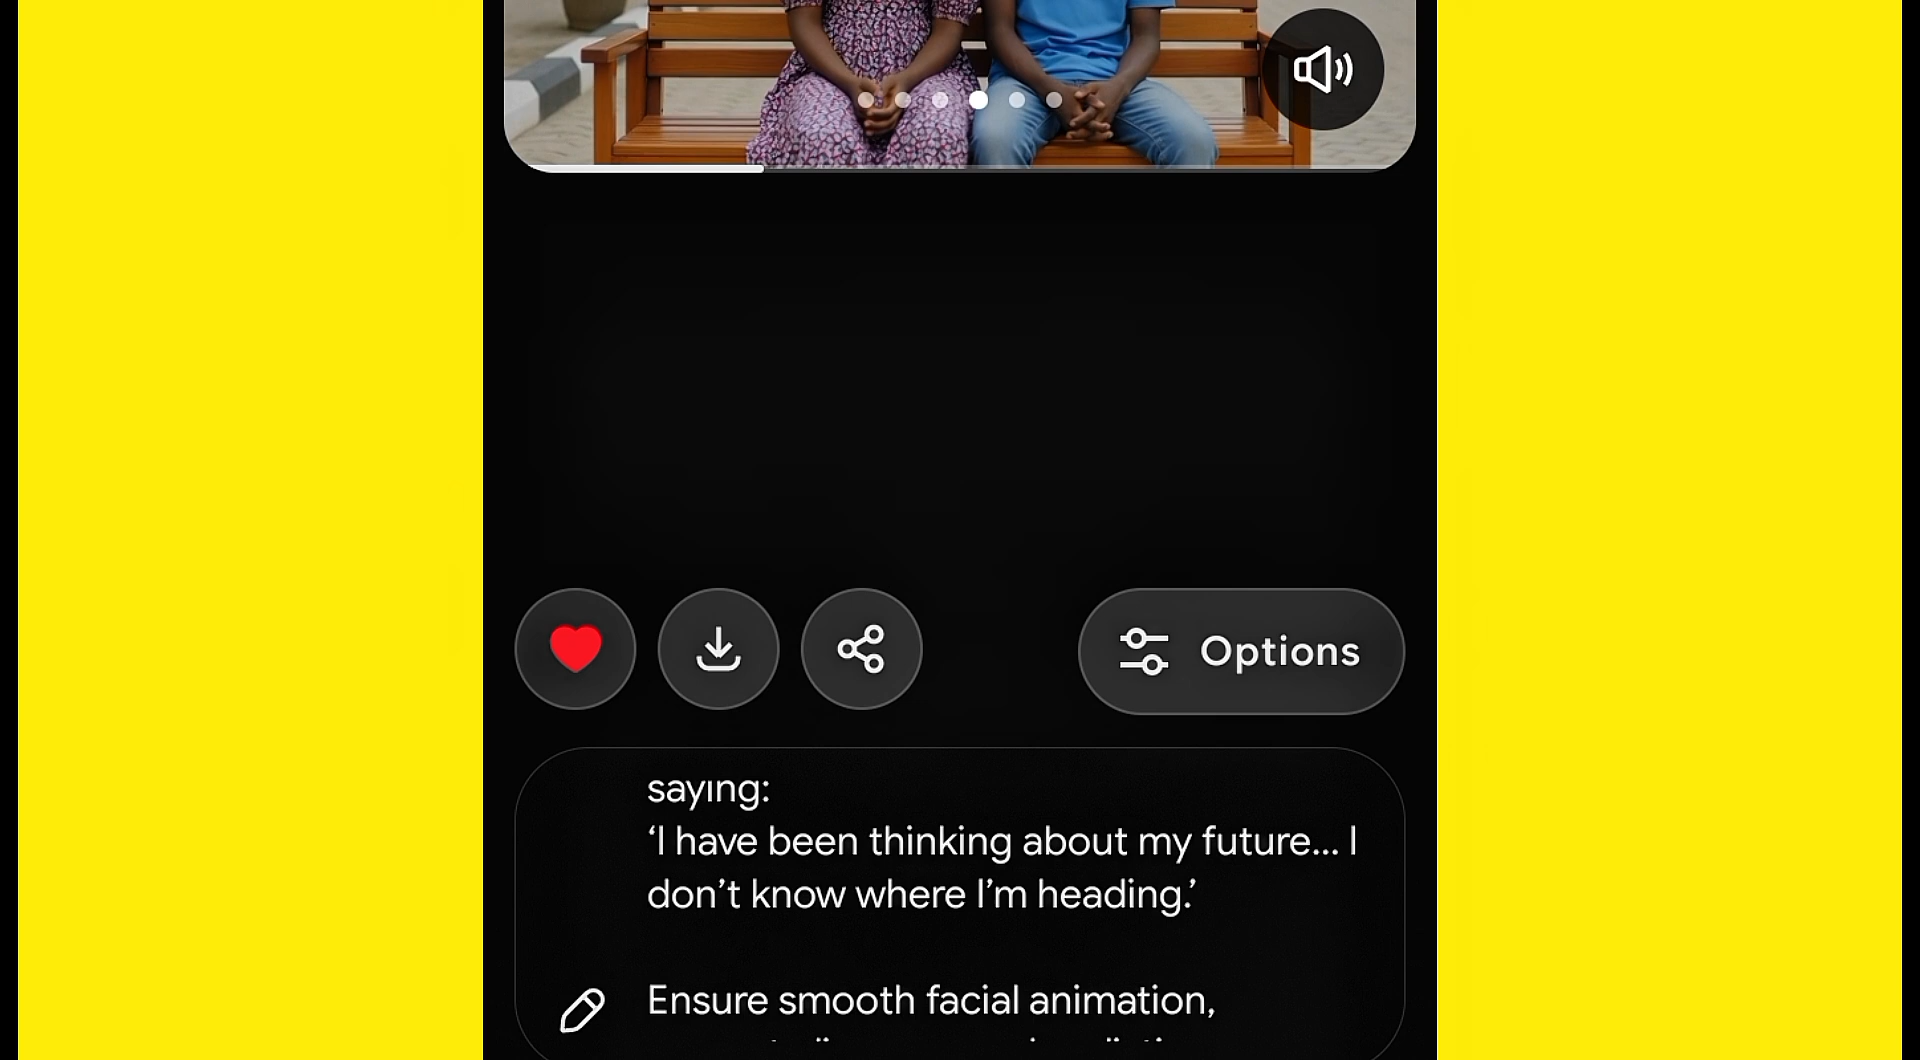 Options
saying:
‘I have been thinking about my future... I
don’t know where I’m heading.’
Ensure smooth facial animation,